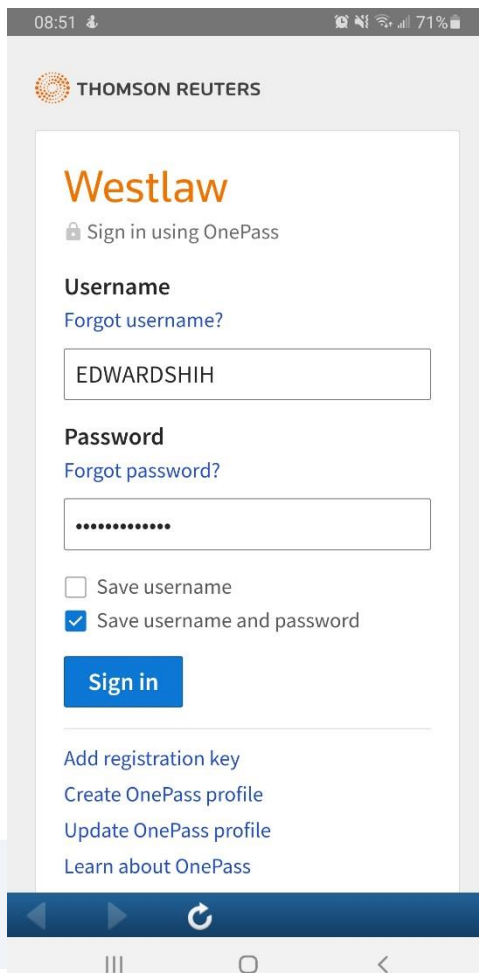 08:51 71%
THOMSON REUTERS
Westlaw
Sign in using OnePass
Username
Forgot username?
EDWARDSHIH
Password
Forgot password?
•••••••••••••
Save username
Save username and password
Sign in
Add registration key
Create OnePass profile
Update OnePass profile
Learn about OnePass